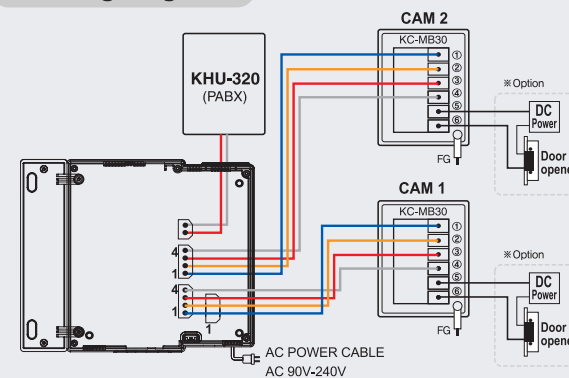 CAM 2
KC-MB30
①
②
③
④
⑤
⑥
FG
※Option
DC
Power
Door
KHU-320
(PABX)
4
1
4
1
1
CAM 1
KC-MB30
①
②
③
④
⑤
⑥
FG
※Option
DC
Power
Door
AC POWER CABLE
AC 90V-240V